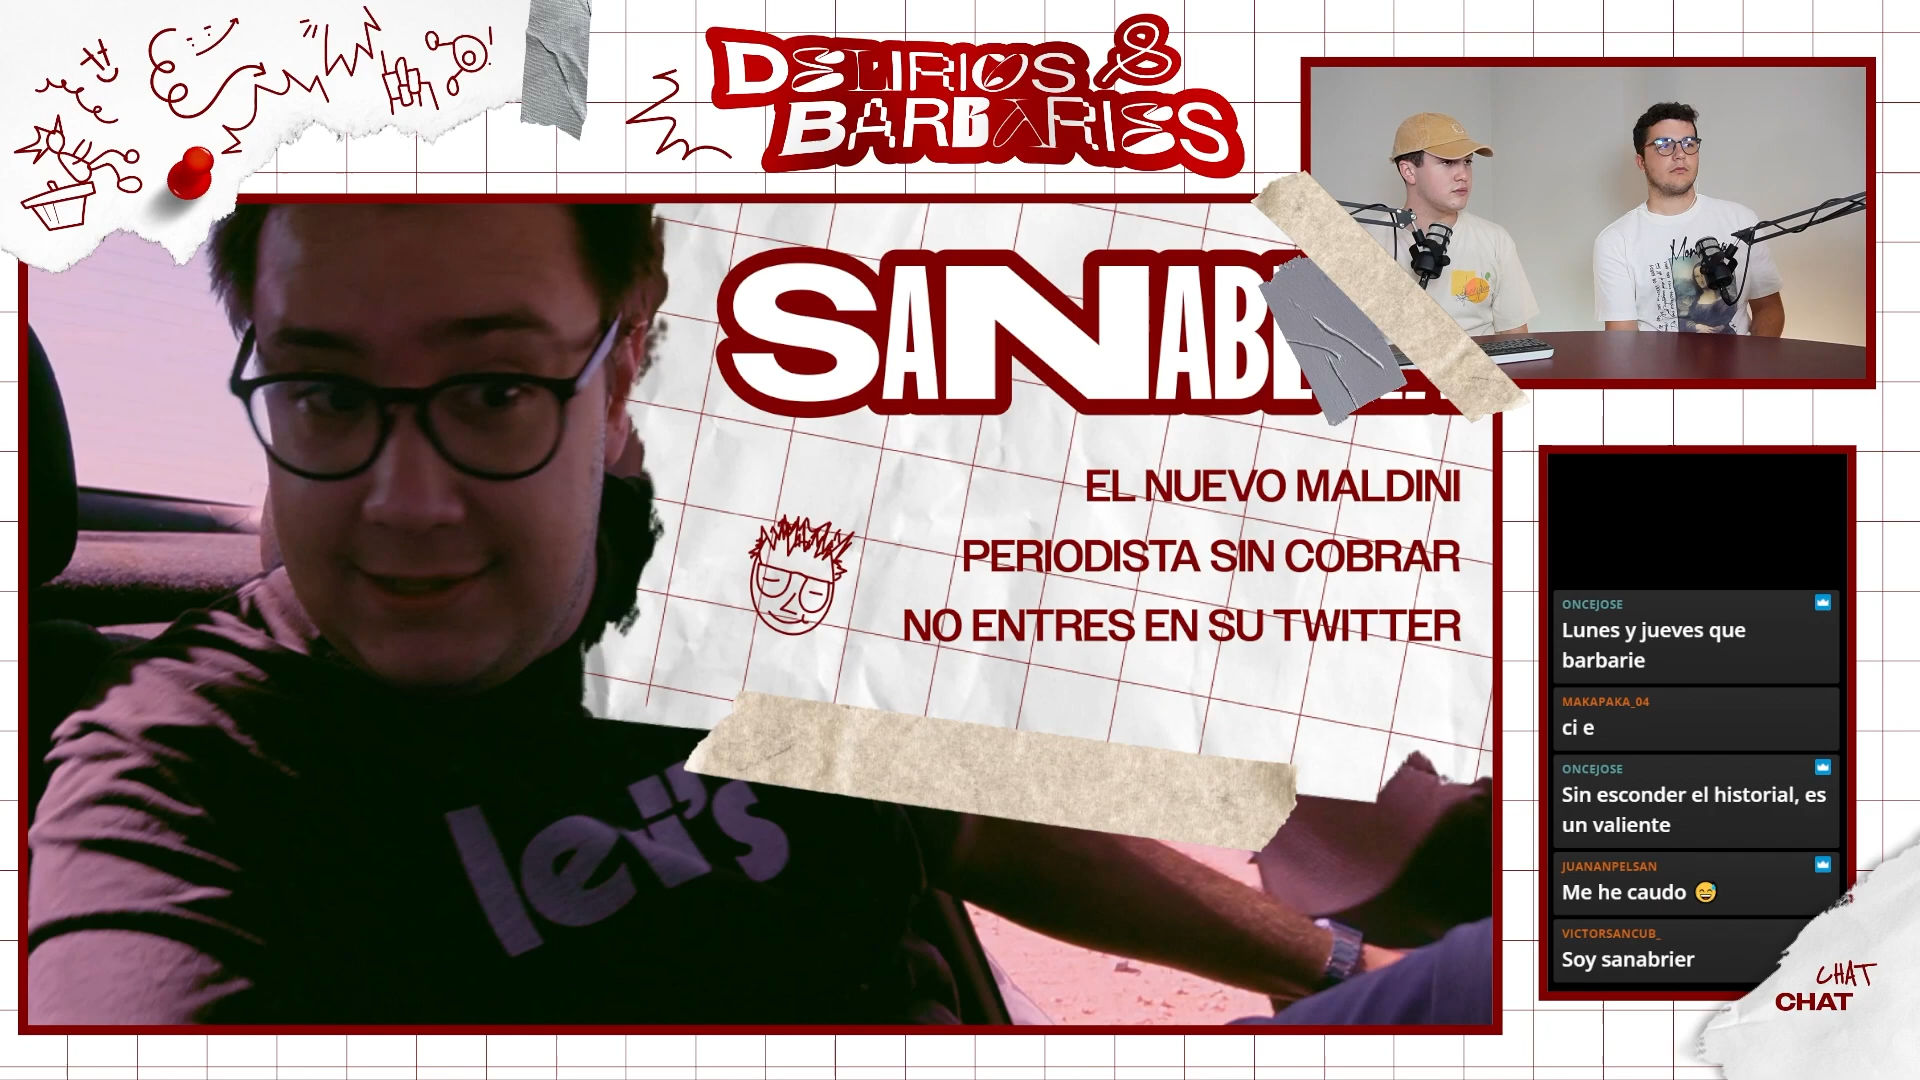 DELIRIOS &
BARBARIES
EL NUEVO MALDINI
PERIODISTA SIN COBRAR
NO ENTRES EN SU TWITTER
levi's
ONCEJOSE
Lunes y jueves que
barbarie
MAKAPAKA_04
ci e
ONCEJOSE
Sin esconder el historial, es
un valiente
JUANANPELSAN
Me he caudo 😅
VICTORSANCUB_
Soy sanabrier
CHAT
CHAT